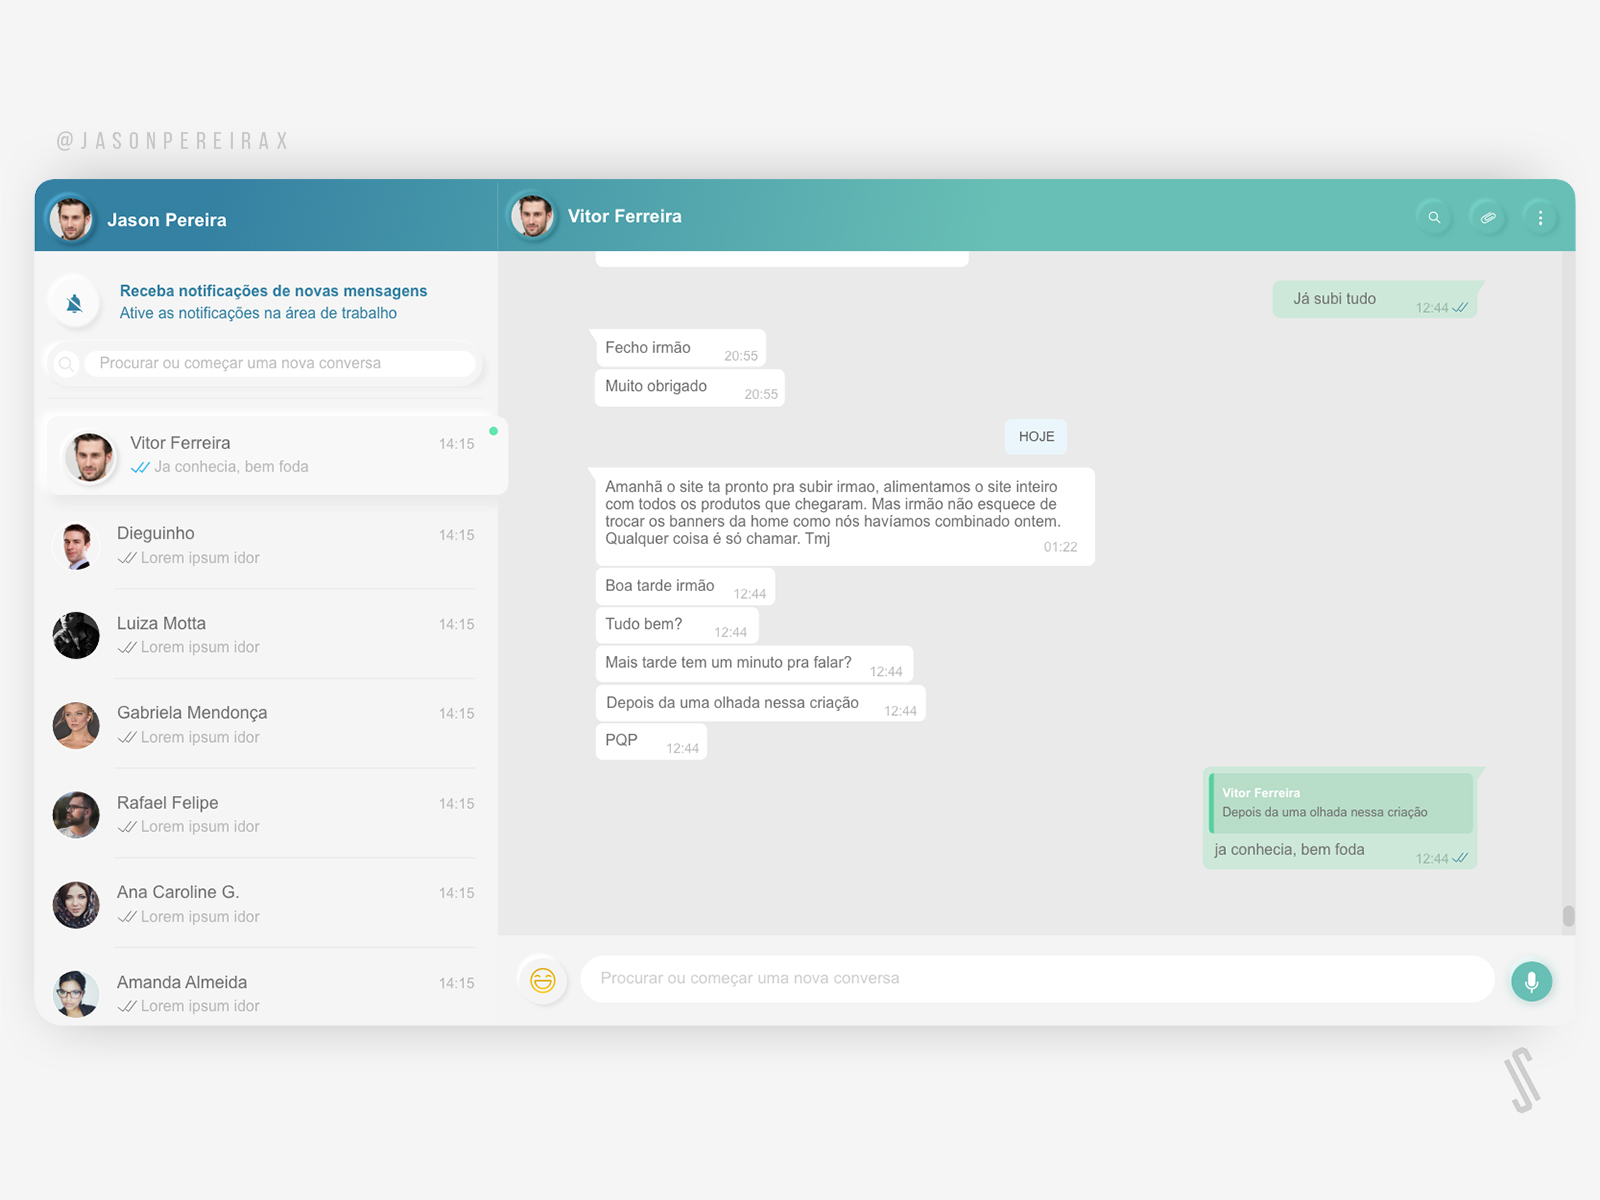 @JASONPEREIRAX
Jason Pereira
Receba notificações de novas mensagens
Ative as notificações na área de trabalho
Procurar ou começar uma nova conversa
Vitor Ferreira
14:15
Ja conhecia, bem foda
Dieguinho
14:15
Lorem ipsum idor
Luiza Motta
14:15
Lorem ipsum idor
Gabriela Mendonça
14:15
Lorem ipsum idor
Rafael Felipe
14:15
Lorem ipsum idor
Ana Caroline G.
14:15
Lorem ipsum idor
Amanda Almeida
14:15
Lorem ipsum idor
Vitor Ferreira
Já subi tudo
12:44
Fecho irmão
20:55
Muito obrigado
20:55
HOJE
Amanhã o site ta pronto pra subir irmao, alimentamos o site inteiro
com todos os produtos que chegaram. Mas irmão não esquece de
trocar os banners da home como nós havíamos combinado ontem.
Qualquer coisa é só chamar. Tmj
01:22
Boa tarde irmão
12:44
Tudo bem?
12:44
Mais tarde tem um minuto pra falar?
12:44
Depois da uma olhada nessa criação
12:44
PQP
12:44
Vitor Ferreira
Depois da uma olhada nessa criação
ja conhecia, bem foda
12:44
Procurar ou começar uma nova conversa